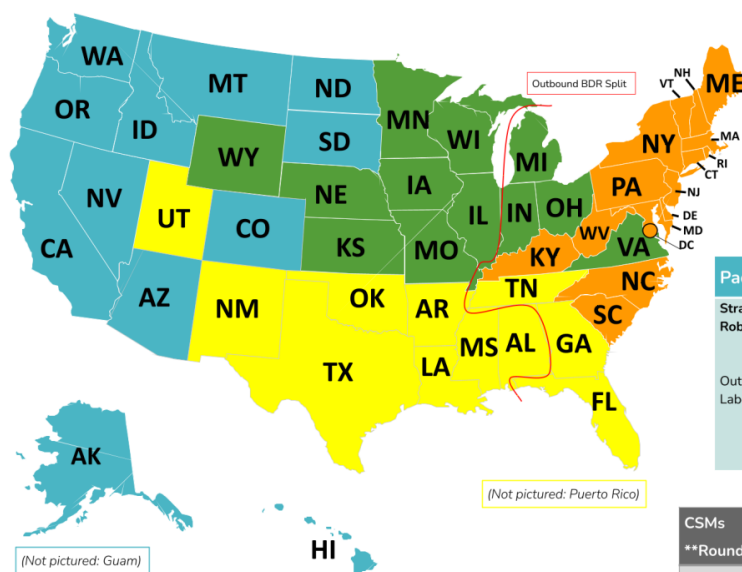 WA
MT
ND
OR
ID
SD
WY
MN
WI
MI
NE
IA
NV
UT
CO
KS
MO
IL
IN
OH
CA
AZ
NM
OK
AR
TN
KY
WV
VA
TX
LA
MS
AL
GA
NC
SC
FL
NY
PA
ME
VT
NH
MA
RI
CT
NJ
DE
MD
DC
Outbound BDR Split
AK
HI
(Not pictured: Guam)
(Not pictured: Puerto Rico)
Out
Lab
CSMs
**Round